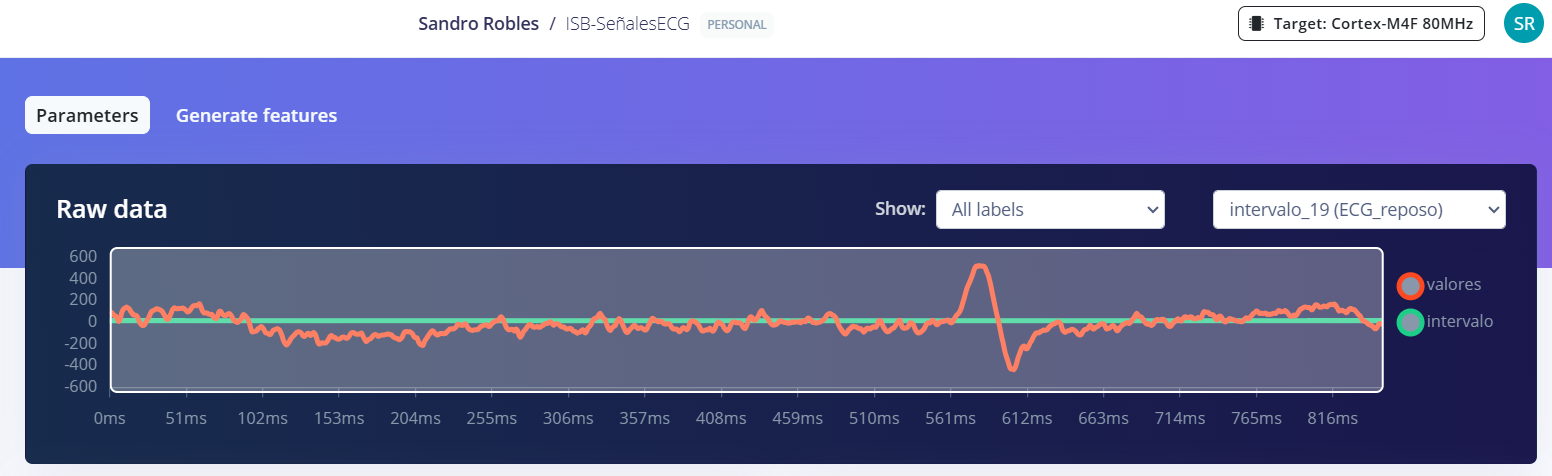 Sandro Robles / ISB-SeñalesECG PERSONAL
Target: Cortex-M4F 80MHz
SR
Parameters
Generate features
Raw data
Show:
All labels
intervalo_19 (ECG_reposo)
600
400
200
0
-200
-400
-600
valores
intervalo
0ms 51ms 102ms 153ms 204ms 255ms 306ms 357ms 408ms 459ms 510ms 561ms 612ms 663ms 714ms 765ms 816ms